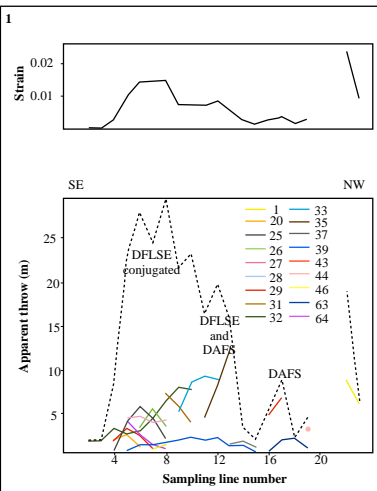 1
Strain
0.02
0.01
SE
NW
Apparent throw (m)
25
20
15
10
5
DFLSE
conjugated
DFLSE
and
DAFS
DAFS
1
20
25
26
27
28
29
31
32
33
35
37
39
43
44
46
63
64
4
8
12
16
20
Sampling line number